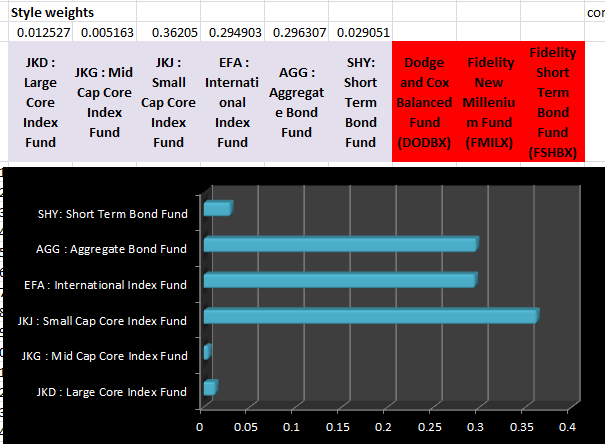 Style weights
0.012527 0.005163 0.36205 0.294903 0.296307 0.029051
JKD :
Large
Core
Index
Fund
JKG : Mid
Cap Core
Index
Fund
JKJ :
Small
Cap Core
Index
Fund
EFA :
Internati
onal
Index
Fund
AGG :
Aggregat
e Bond
Fund
SHY:
Short
Term
Bond
Fund
Dodge
and Cox
Balanced
Fund
(DODBX)
Fidelity
New
Milleniu
m Fund
(FMILX)
Fidelity
Short
Term
Bond
Fund
(FSHBX)
SHY: Short Term Bond Fund
AGG : Aggregate Bond Fund
EFA : International Index Fund
JKJ : Small Cap Core Index Fund
JKG : Mid Cap Core Index Fund
JKD : Large Core Index Fund
0 0.05 0.1 0.15 0.2 0.25 0.3 0.35 0.4